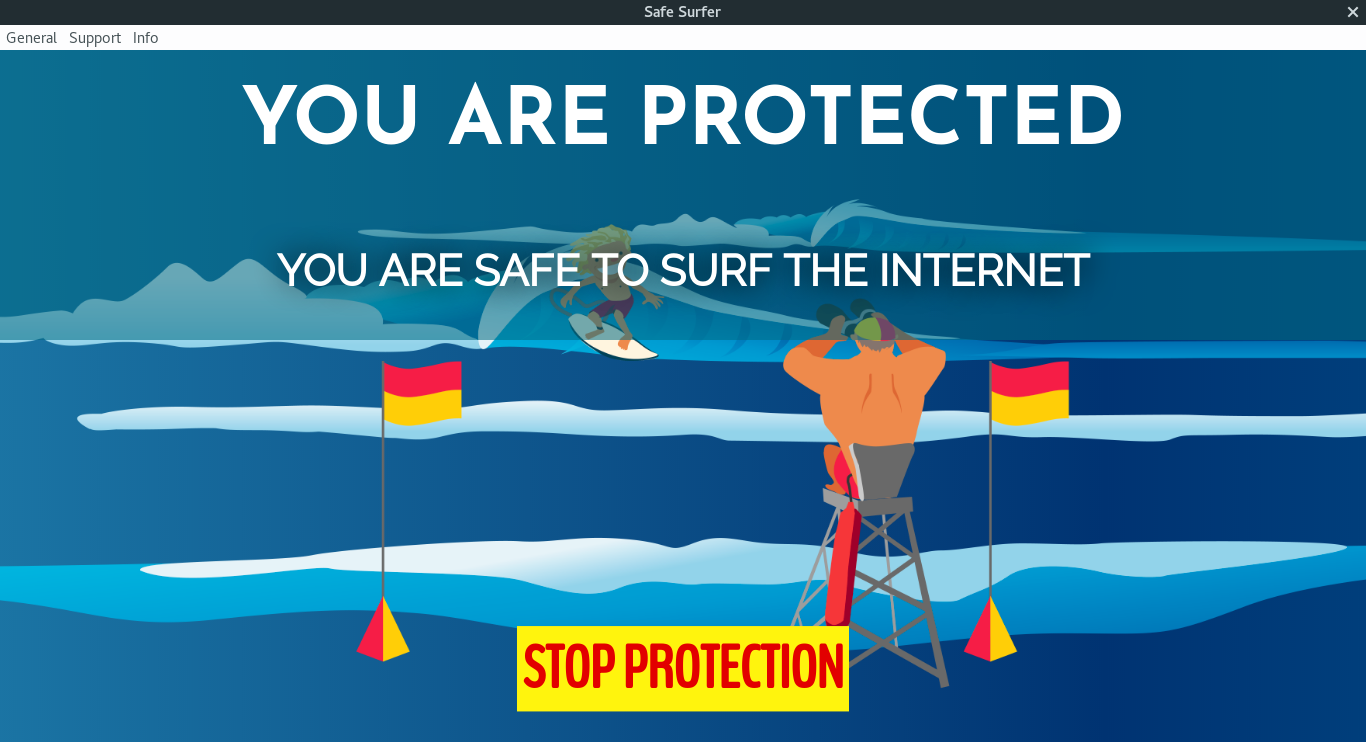 Safe Surfer
General Support Info
YOU ARE PROTECTED
YOU ARE SAFE TO SURF THE INTERNET
STOP PROTECTION